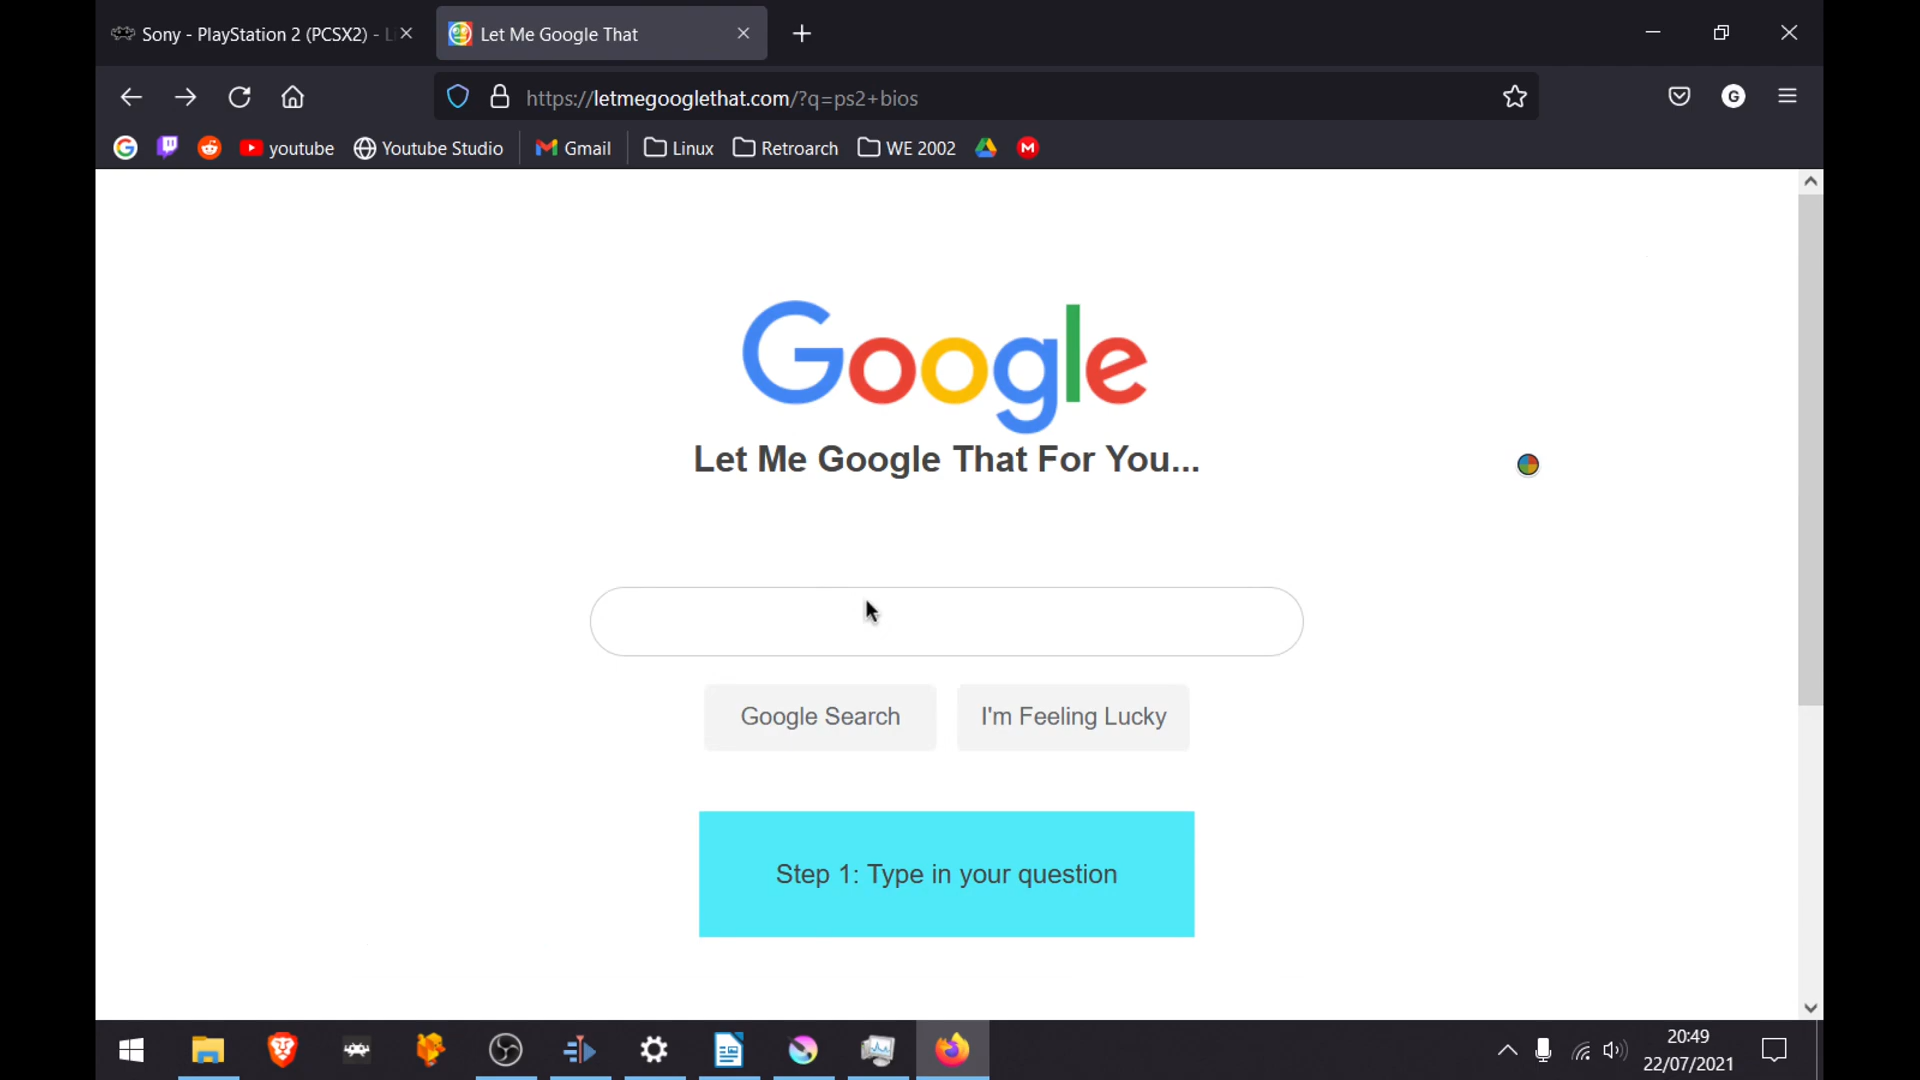 Sony - PlayStation 2 (PCSX2) - Li
Let Me Google That
https://letmegooglethat.com/?q=ps2+bios
G
youtube
Youtube Studio
Gmail
Linux
Retroarch
WE 2002
M
Google
Let Me Google That For You...
Google Search
I'm Feeling Lucky
Step 1: Type in your question
20:49
22/07/2021